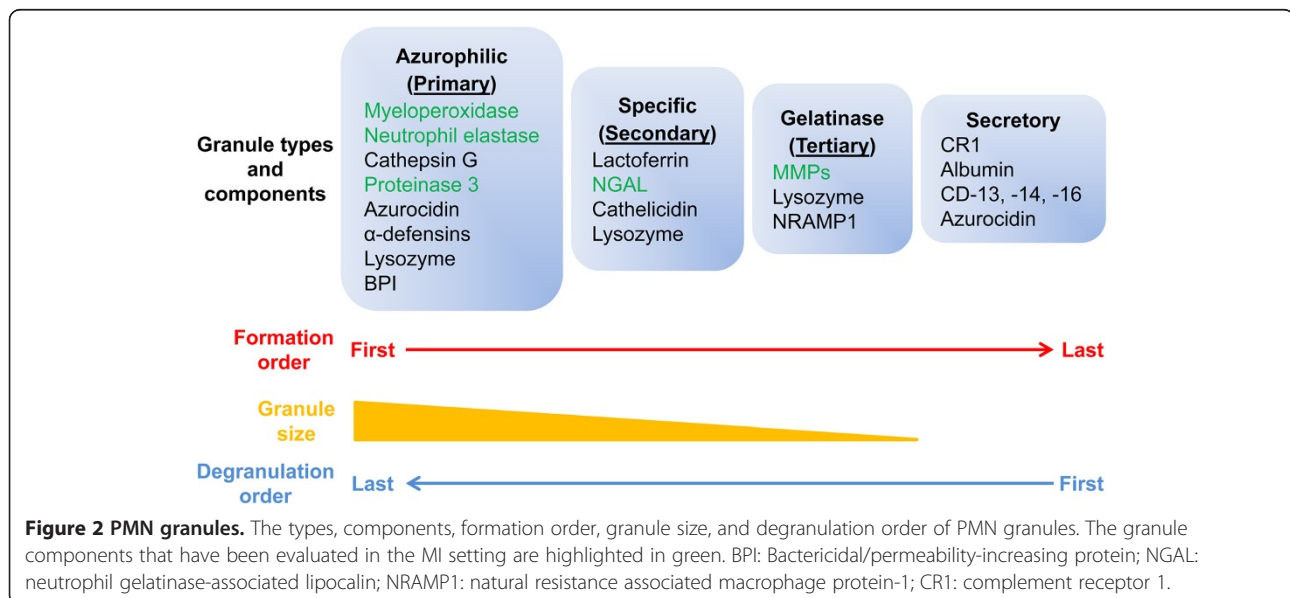 Granule types
and
components
Azurophilic
(Primary)
Myeloperoxidase
Neutrophil elastase
Cathepsin G
Proteinase 3
Azurocidin
α-defensins
Lysozyme
BPI
Specific
(Secondary)
Lactoferrin
NGAL
Cathelicidin
Lysozyme
Gelatinase
(Tertiary)
MMPs
Lysozyme
NRAMP1
Secretory
CR1
Albumin
CD-13, -14, -16
Azurocidin
Formation
order
First
Last
Granule
size
Degranulation
order
Last
First
Figure 2 PMN granules. The types, components, formation order, granule size, and degranulation order of PMN granules. The granule
components that have been evaluated in the MI setting are highlighted in green. BPI: Bactericidal/permeability-increasing protein; NGAL:
neutrophil gelatinase-associated lipocalin; NRAMP1: natural resistance associated macrophage protein-1; CR1: complement receptor 1.